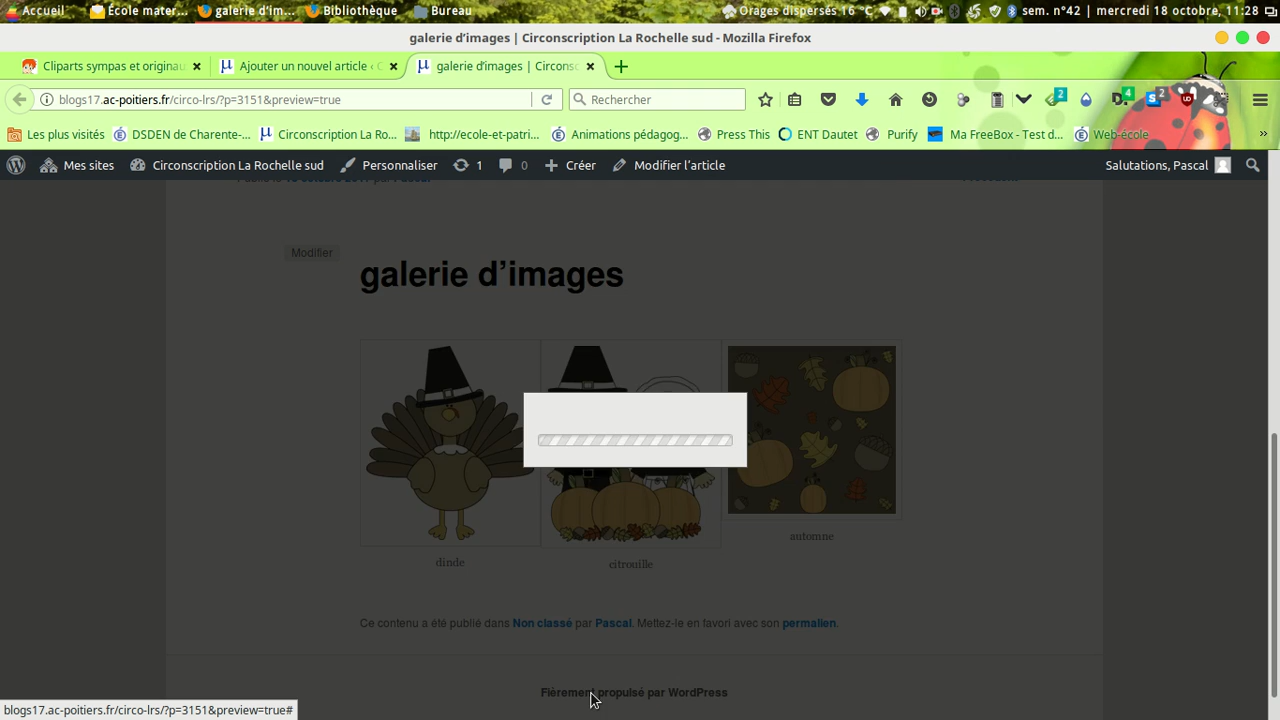 Accueil École mater... galerie d'im... Bibliothèque Bureau Orages dispersés 16 °C sem. n°42 | mercredi 18 octobre, 11:28
galerie d'images | Circonscription La Rochelle sud - Mozilla Firefox
Cliparts sympas et originau Ajouter un nouvel article ‹ C galerie d'images | Circons
blogs17.ac-poitiers.fr/circo-lrs/?p=3151&preview=true Rechercher 2 4 2
Les plus visités DSDEN de Charente-... Circonscription La Ro... http://ecole-et-patri... Animations pédagog... Press This ENT Dautet Purify Ma FreeBox - Test d... Web-école »
Mes sites Circonscription La Rochelle sud Personnaliser 1 0 Créer Modifier l'article Salutations, Pascal
Modifier
galerie d'images
dinde citrouille automne
Ce contenu a été publié dans Non classé par Pascal. Mettez-le en favori avec son permalien.
Fièrement propulsé par WordPress
blogs17.ac-poitiers.fr/circo-lrs/?p=3151&preview=true#